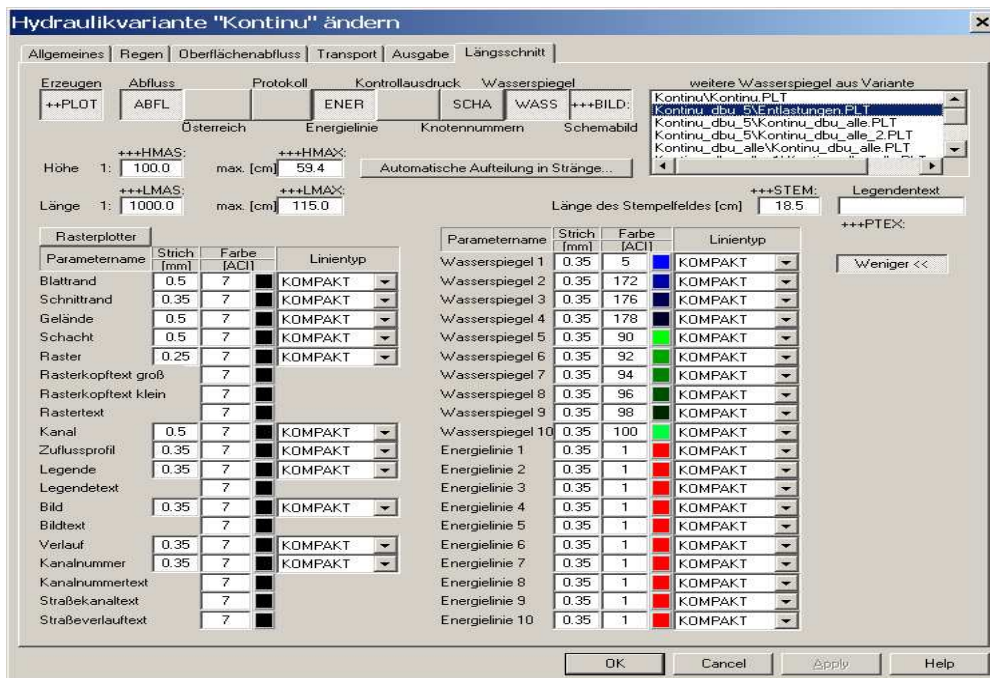 Hydraulikvariante "Kontinu" ändern
Allgemeines Regen Oberflächenabfluss Transport Ausgabe Längsschnitt
Erzeugen Abfluss Protokoll Kontrollausdruck Wasserspiegel weitere Wasserspiegel aus Variante
++PLOT ABFL ENER SCHA WASS +++BILD:
Österreich Energielinie Knotennummern Schemabild
Kontinu\Kontinu.PLT
Kontinu_dbu_5\Entlastungen.PLT
Kontinu_dbu_5\Kontinu_dbu_alle.PLT
Kontinu_dbu_5\Kontinu_dbu_alle_2.PLT
Kontinu_dbu_alle\Kontinu_dbu_alle.PLT
+++HMAS: +++HMAX:
Höhe 1: 100.0 max. [cm] 59.4 Automatische Aufteilung in Stränge...
+++LMAS: +++LMAX: +++STEM: Legendentext
Länge 1: 1000.0 max. [cm] 115.0 Länge des Stempelfeldes [cm] 18.5
+++PTEX:
Weniger <<
Rasterplotter
Parametername Strich [mm] Farbe [ACI] Linientyp
Blattrand 0.5 7 KOMPAKT
Schnittrand 0.35 7 KOMPAKT
Gelände 0.5 7 KOMPAKT
Schacht 0.5 7 KOMPAKT
Raster 0.25 7 KOMPAKT
Rasterkopftext groß 7
Rasterkopftext klein 7
Rastertext 7
Kanal 0.5 7 KOMPAKT
Zuflussprofil 0.35 7 KOMPAKT
Legende 0.35 7 KOMPAKT
Legendetext 7
Bild 0.35 7 KOMPAKT
Bildtext 7
Verlauf 0.35 7 KOMPAKT
Kanalnummer 0.35 7 KOMPAKT
Kanalnummertext 7
Straßekanaltext 7
Straßeverlauftext 7
Parametername Strich [mm] Farbe [ACI] Linientyp
Wasserspiegel 1 0.35 5 KOMPAKT
Wasserspiegel 2 0.35 172 KOMPAKT
Wasserspiegel 3 0.35 176 KOMPAKT
Wasserspiegel 4 0.35 178 KOMPAKT
Wasserspiegel 5 0.35 90 KOMPAKT
Wasserspiegel 6 0.35 92 KOMPAKT
Wasserspiegel 7 0.35 94 KOMPAKT
Wasserspiegel 8 0.35 96 KOMPAKT
Wasserspiegel 9 0.35 98 KOMPAKT
Wasserspiegel 10 0.35 100 KOMPAKT
Energielinie 1 0.35 1 KOMPAKT
Energielinie 2 0.35 1 KOMPAKT
Energielinie 3 0.35 1 KOMPAKT
Energielinie 4 0.35 1 KOMPAKT
Energielinie 5 0.35 1 KOMPAKT
Energielinie 6 0.35 1 KOMPAKT
Energielinie 7 0.35 1 KOMPAKT
Energielinie 8 0.35 1 KOMPAKT
Energielinie 9 0.35 1 KOMPAKT
Energielinie 10 0.35 1 KOMPAKT
OK Cancel Apply Help